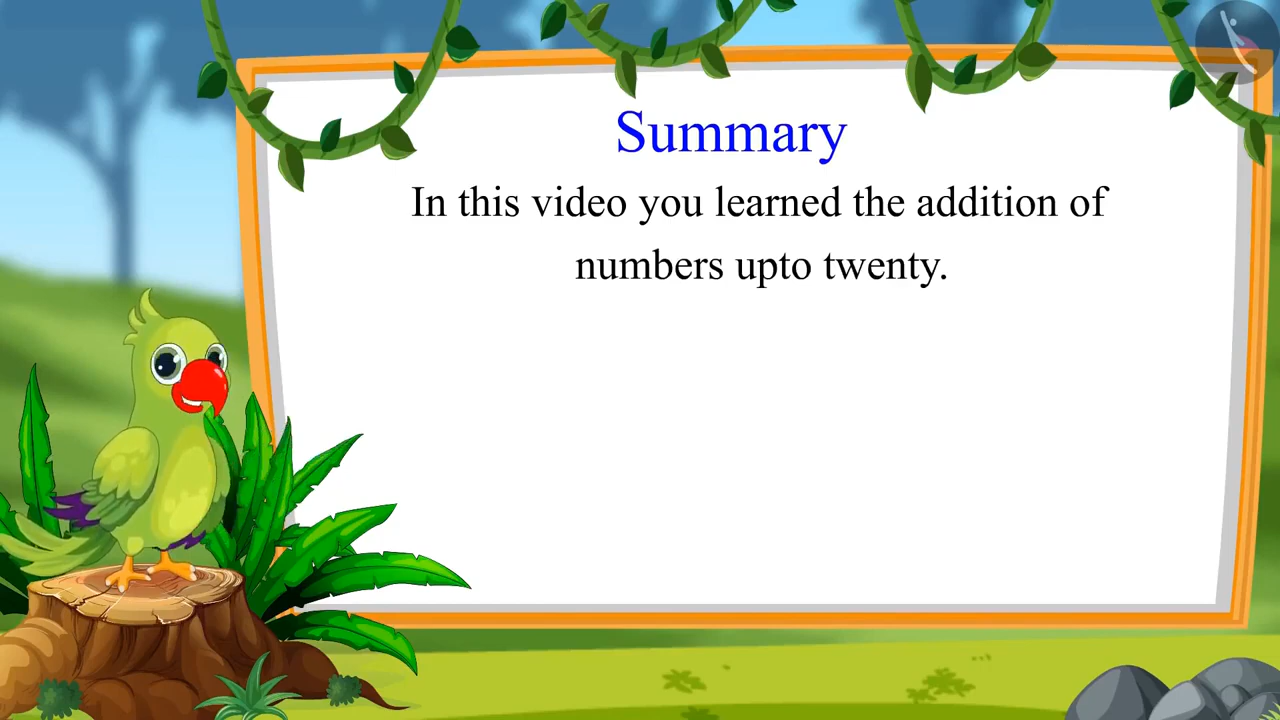 Summary
In this video you learned the addition of
numbers upto twenty.